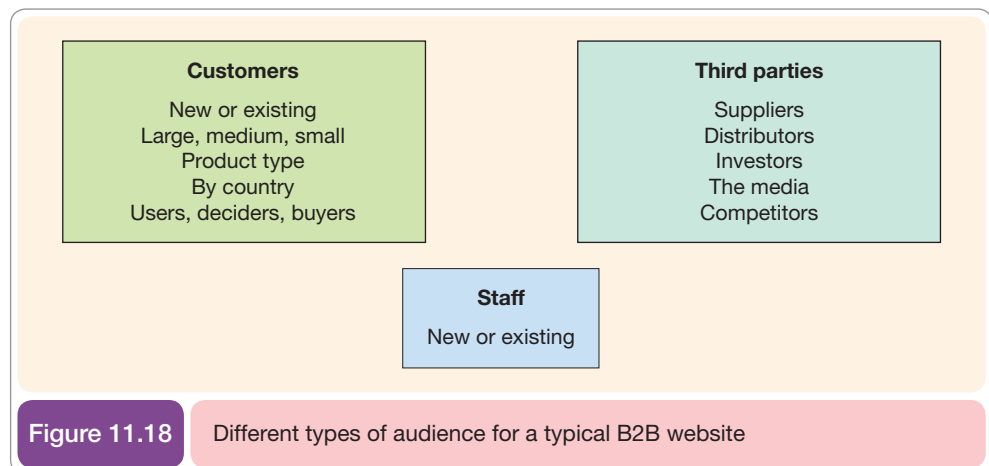 Customers
New or existing
Large, medium, small
Product type
By country
Users, deciders, buyers
Third parties
Suppliers
Distributors
Investors
The media
Competitors
Staff
New or existing
Figure 11.18
Different types of audience for a typical B2B website